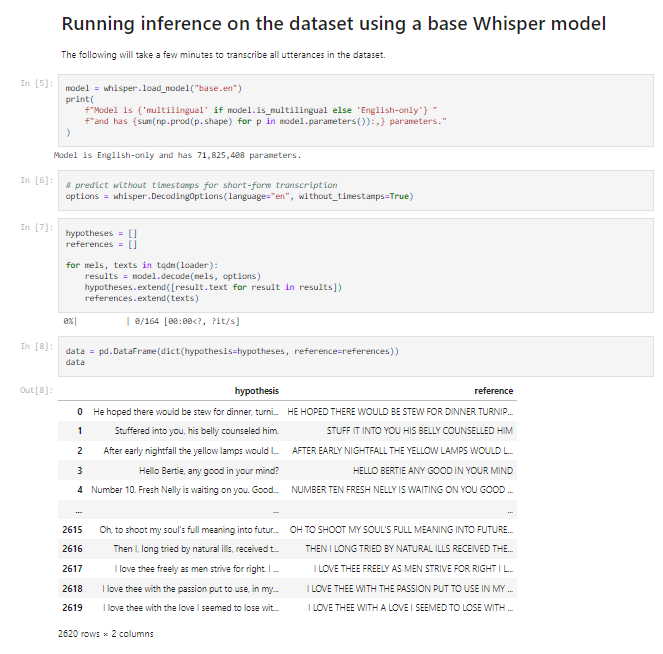 Running inference on the dataset using a base Whisper model
The following will take a few minutes to transcribe all utterances in the dataset.
In [5]:
model = whisper.load_model("base.en")
print(
    f"Model is {'multilingual' if model.is_multilingual else 'English-only'} "
    f"and has {sum(np.prod(p.shape) for p in model.parameters()):,} parameters."
)
Model is English-only and has 71,825,408 parameters.
In [6]:
# predict without timestamps for short-form transcription
options = whisper.DecodingOptions(language="en", without_timestamps=True)
In [7]:
hypotheses = []
references = []
for mels, texts in tqdm(loader):
    results = model.decode(mels, options)
    hypotheses.extend([result.text for result in results])
    references.extend(texts)
0%| | 0/164 [00:00<?, ?it/s]
In [8]:
data = pd.DataFrame(dict(hypothesis=hypotheses, reference=references))
data
Out[8]:
hypothesis reference
0 He hoped there would be stew for dinner, turni... HE HOPED THERE WOULD BE STEW FOR DINNER TURNIP...
1 Stuffered into you, his belly counseled him. STUFF IT INTO YOU HIS BELLY COUNSELLED HIM
2 After early nightfall the yellow lamps would l... AFTER EARLY NIGHTFALL THE YELLOW LAMPS WOULD L...
3 Hello Bertie, any good in your mind? HELLO BERTIE ANY GOOD IN YOUR MIND
4 Number 10. Fresh Nelly is waiting on you. Good... NUMBER TEN FRESH NELLY IS WAITING ON YOU GOOD ...
... ... ...
2615 Oh, to shoot my soul's full meaning into futur... OH TO SHOOT MY SOUL'S FULL MEANING INTO FUTURE...
2616 Then I, long tried by natural ills, received t... THEN I LONG TRIED BY NATURAL ILLS RECEIVED THE...
2617 I love thee freely as men strive for right. I ... I LOVE THEE FREELY AS MEN STRIVE FOR RIGHT I L...
2618 I love thee with the passion put to use, in my... I LOVE THEE WITH THE PASSION PUT TO USE IN MY ...
2619 I love thee with the love I seemed to lose wit... I LOVE THEE WITH A LOVE I SEEMED TO LOSE WITH ...
2620 rows × 2 columns